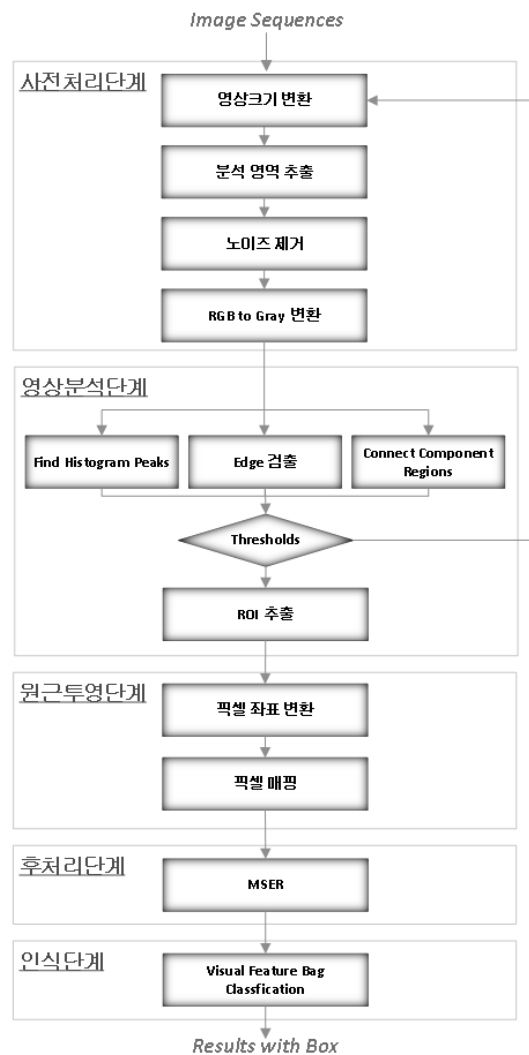 Image Sequences
사전처리단계
영상크기 변환
분석 영역 추출
노이즈 제거
RGB to Gray 변환
영상분석단계
Find Histogram Peaks
Edge 검출
Connect Component
Regions
Thresholds
ROI 추출
원근투영단계
픽셀 좌표 변환
픽셀 매핑
후처리단계
MSER
인식단계
Visual Feature Bag
Classfication
Results with Box